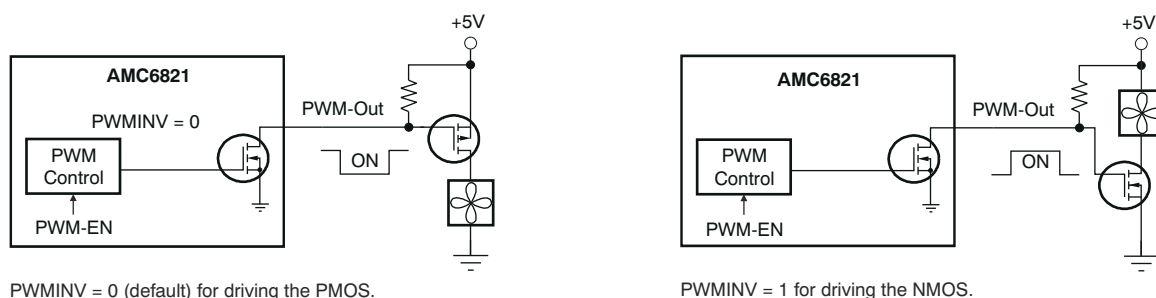 +5V
AMC6821
PWM-Out
PWMINV = 0
ON
PWM
Control
PWM-EN
PWMINV = 0 (default) for driving the PMOS.
+5V
AMC6821
PWM-Out
ON
PWM
Control
PWM-EN
PWMINV = 1 for driving the NMOS.